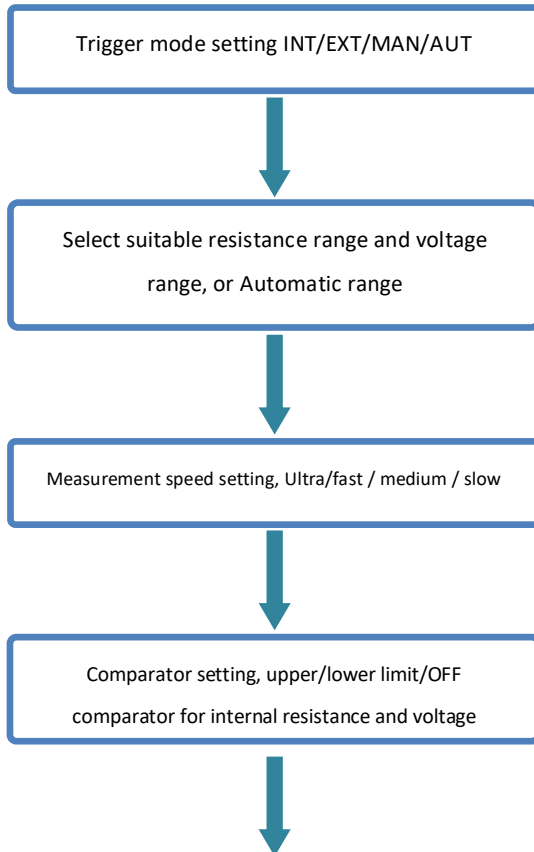 Trigger mode setting INT/EXT/MAN/AUT
Select suitable resistance range and voltage
range, or Automatic range
Measurement speed setting, Ultra/fast / medium / slow
Comparator setting, upper/lower limit/OFF
comparator for internal resistance and voltage